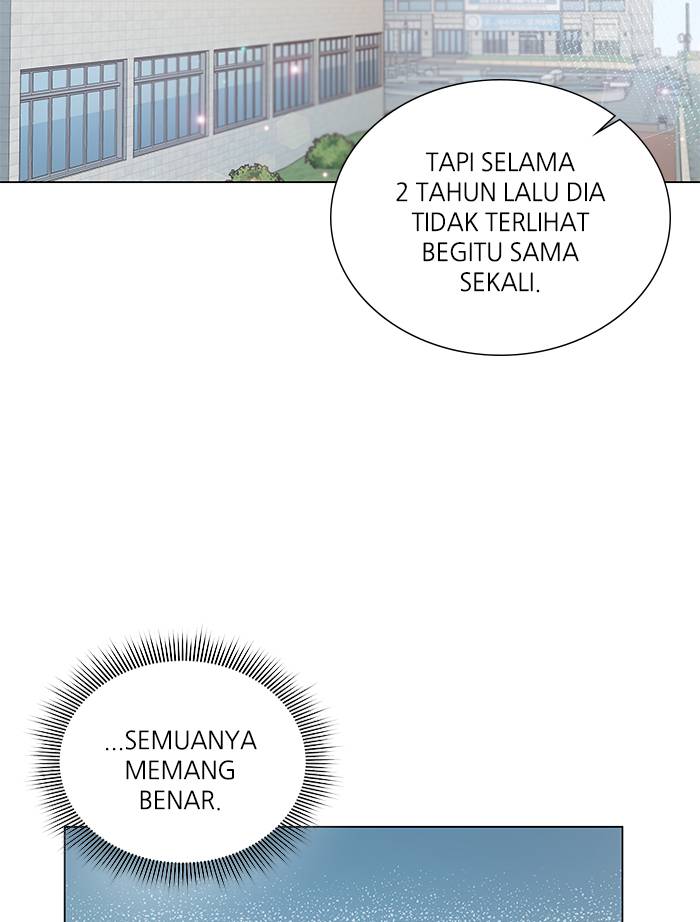 TAPI SELAMA
2 TAHUN LALU DIA
TIDAK TERLIHAT
BEGITU SAMA
SEKALI.
...SEMUANYA
MEMANG
BENAR.